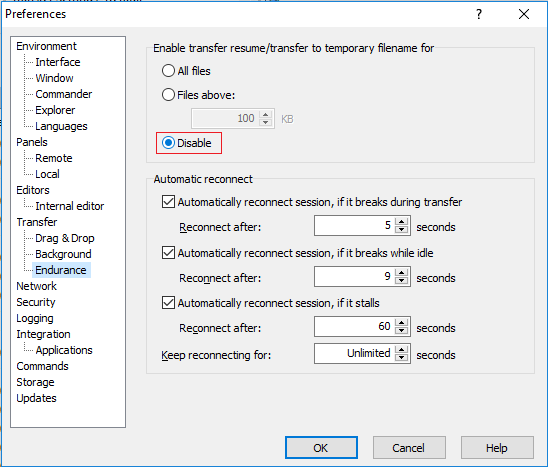 Preferences
?
Environment
Interface
Window
Commander
Explorer
Languages
Panels
Remote
Local
Editors
Internal editor
Transfer
Drag & Drop
Background
Endurance
Network
Security
Logging
Integration
Applications
Commands
Storage
Updates
Enable transfer resume/transfer to temporary filename for
All files
Files above:
100 KB
Disable
Automatic reconnect
Automatically reconnect session, if it breaks during transfer
Reconnect after: 5 seconds
Automatically reconnect session, if it breaks while idle
Reconnect after: 9 seconds
Automatically reconnect session, if it stalls
Reconnect after: 60 seconds
Keep reconnecting for: Unlimited seconds
OK Cancel Help